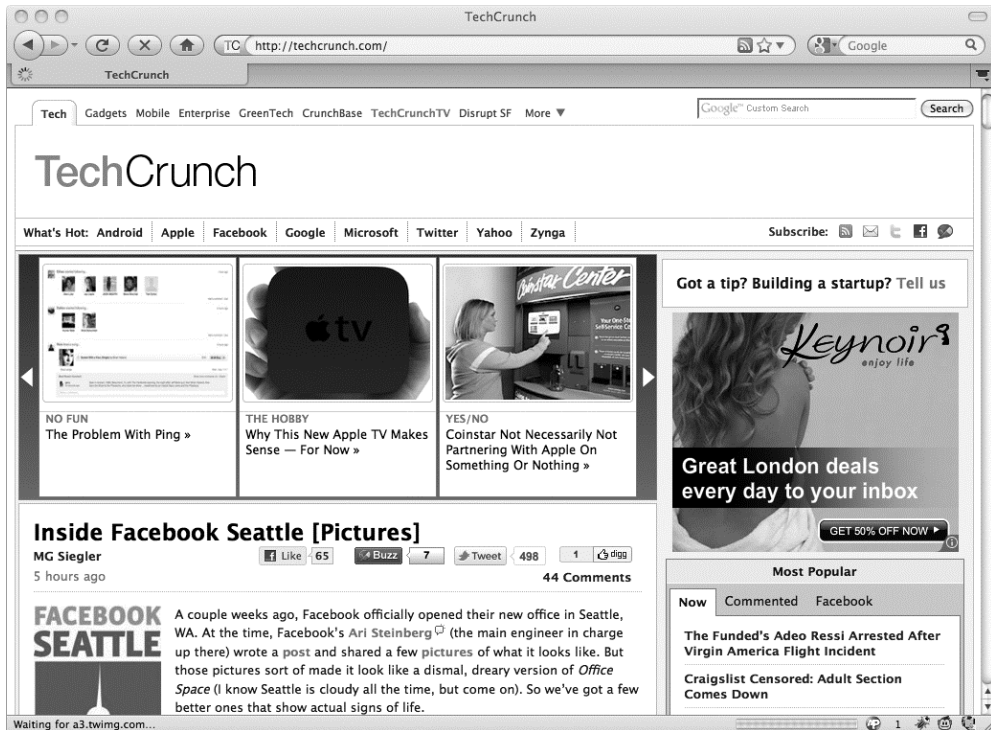 TechCrunch
TC http://techcrunch.com/
Google
TechCrunch
Tech Gadgets Mobile Enterprise GreenTech CrunchBase TechCrunchTV Disrupt SF More ▼
Google™ Custom Search Search
TechCrunch
What's Hot: Android Apple Facebook Google Microsoft Twitter Yahoo Zynga
Subscribe:
tv
Coinstar Center
NO FUN
The Problem With Ping »
THE HOBBY
Why This New Apple TV Makes
Sense — For Now »
YES/NO
Coinstar Not Necessarily Not
Partnering With Apple On
Something Or Nothing »
Got a tip? Building a startup? Tell us
Keynoir
enjoy life
Great London deals
every day to your inbox
GET 50% OFF NOW
Inside Facebook Seattle [Pictures]
MG Siegler
5 hours ago
Like 65 Buzz 7 Tweet 498 1 digg
44 Comments
FACEBOOK
SEATTLE
A couple weeks ago, Facebook officially opened their new office in Seattle,
WA. At the time, Facebook's Ari Steinberg (the main engineer in charge
up there) wrote a post and shared a few pictures of what it looks like. But
those pictures sort of made it look like a dismal, dreary version of Office
Space (I know Seattle is cloudy all the time, but come on). So we've got a few
better ones that show actual signs of life.
Most Popular
Now Commented Facebook
The Funded's Adeo Ressi Arrested After
Virgin America Flight Incident
Craigslist Censored: Adult Section
Comes Down
Waiting for a3.twimg.com...
1